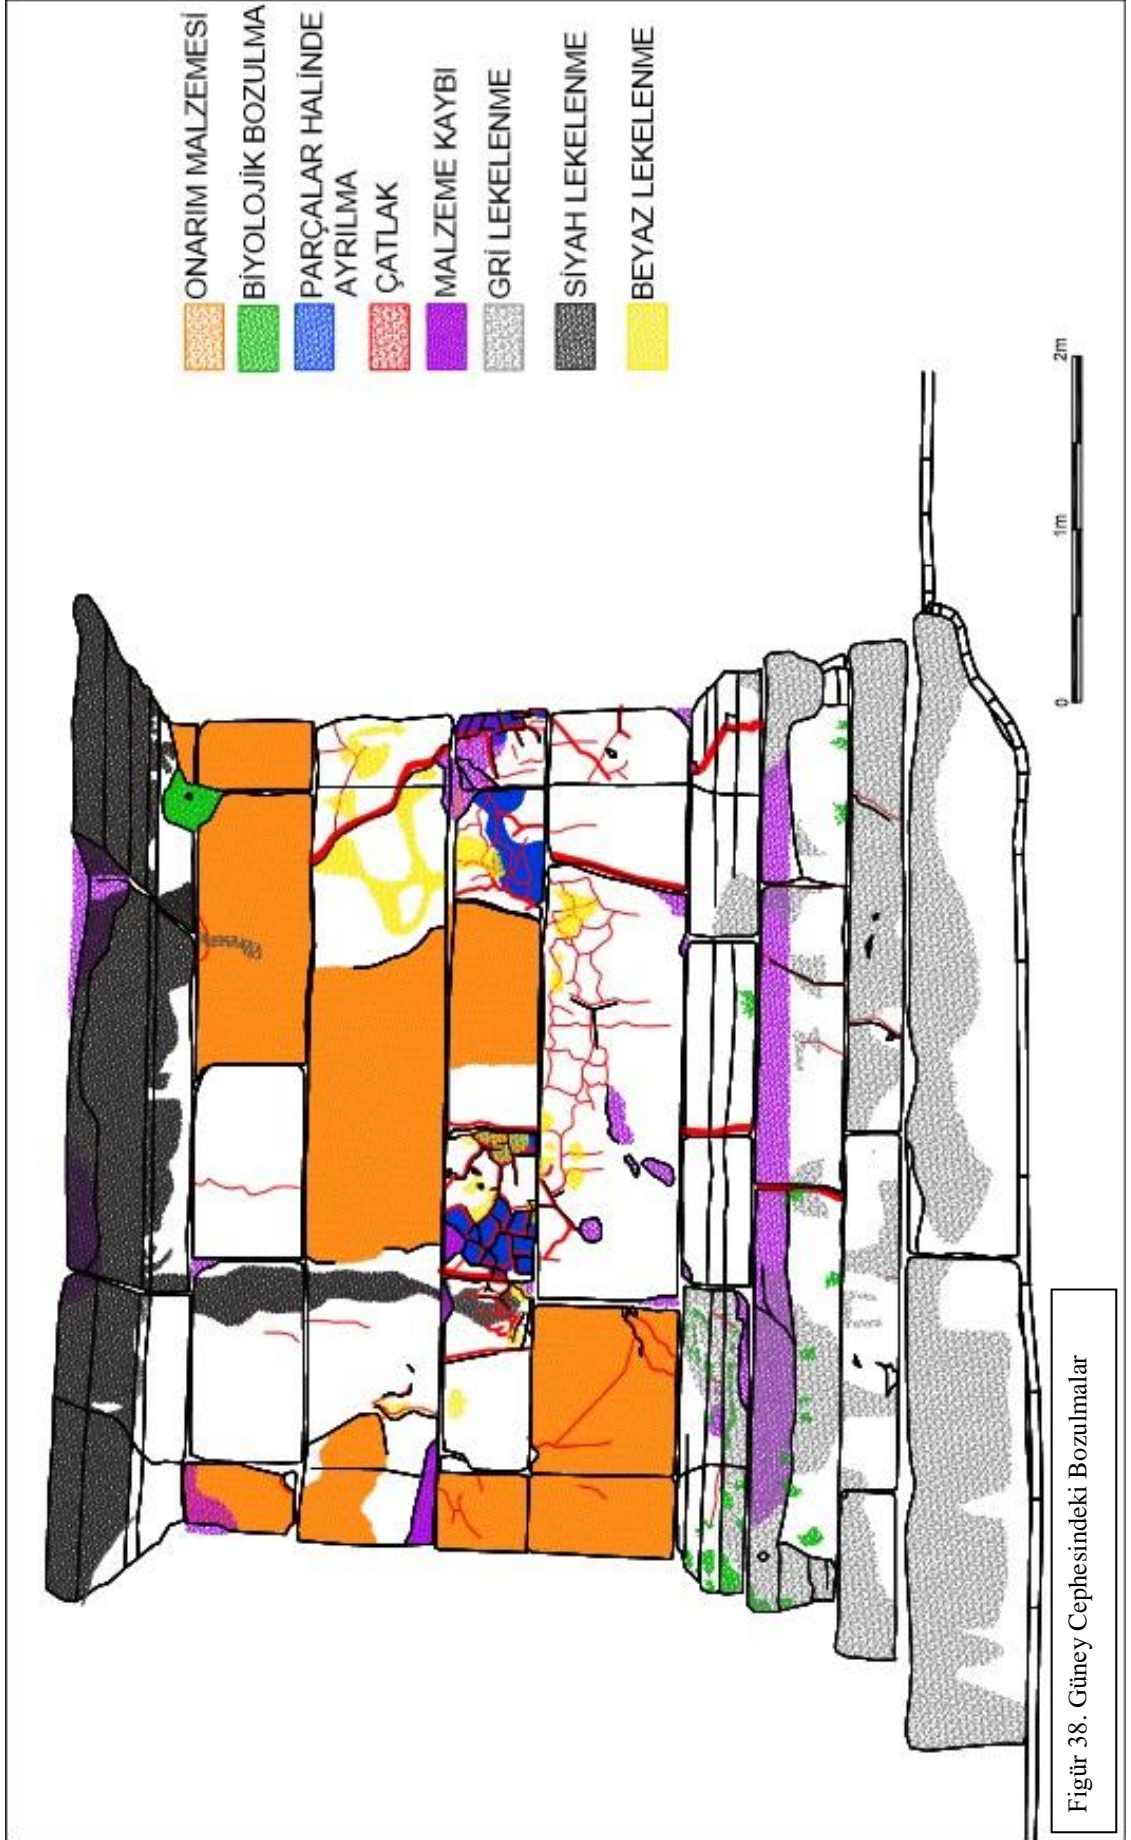 ONARIM MALZEMESİ
BİYOLOJİK BOZULMA
PARÇALAR HALİNDE
AYRILMA
ÇATLAK
MALZEME KAYBI
GRİ LEKELENME
SİYAH LEKELENME
BEYAZ LEKELENME
0 1m 2m
Figür 38. Güney Cephesindeki Bozulmalar